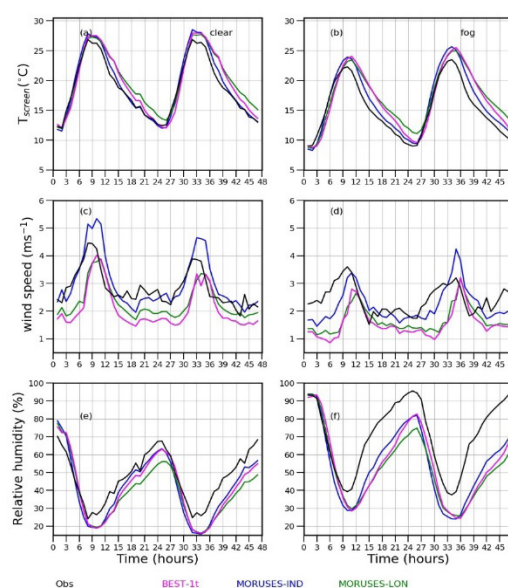 (a) clear
(b) fog
T_screen (°C)
30
25
20
15
10
5
30
25
20
15
10
5
0 3 6 9 12 15 18 21 24 27 30 33 36 39 42 45 48
0 3 6 9 12 15 18 21 24 27 30 33 36 39 42 45
(c)
(d)
wind speed (ms⁻¹)
6
5
4
3
2
1
6
5
4
3
2
1
0 3 6 9 12 15 18 21 24 27 30 33 36 39 42 45 48
0 3 6 9 12 15 18 21 24 27 30 33 36 39 42 45
(e)
(f)
Relative humidity (%)
100
90
80
70
60
50
40
30
20
100
90
80
70
60
50
40
30
20
0 3 6 9 12 15 18 21 24 27 30 33 36 39 42 45 48
0 3 6 9 12 15 18 21 24 27 30 33 36 39 42 45
Time (hours)
Time (hours)
Obs BEST-1t MORUSES-IND MORUSES-LON